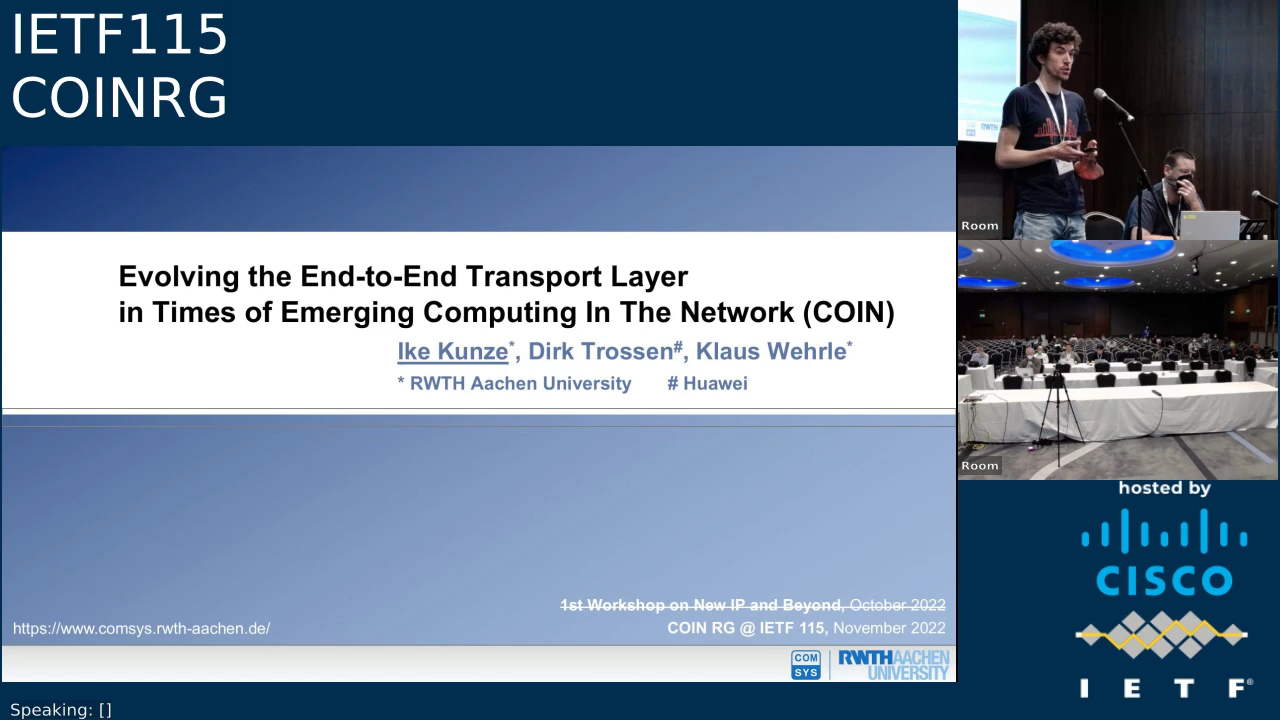 IETF115
COINRG
Evolving the End-to-End Transport Layer
in Times of Emerging Computing In The Network (COIN)
Ike Kunze*, Dirk Trossen#, Klaus Wehrle*
* RWTH Aachen University # Huawei
1st Workshop on New IP and Beyond, October 2022
https://www.comsys.rwth-aachen.de/
COIN RG @ IETF 115, November 2022
COM
SYS
RWTHAACHEN
UNIVERSITY
Speaking: []
Room
Room
hosted by
CISCO
I E T F®